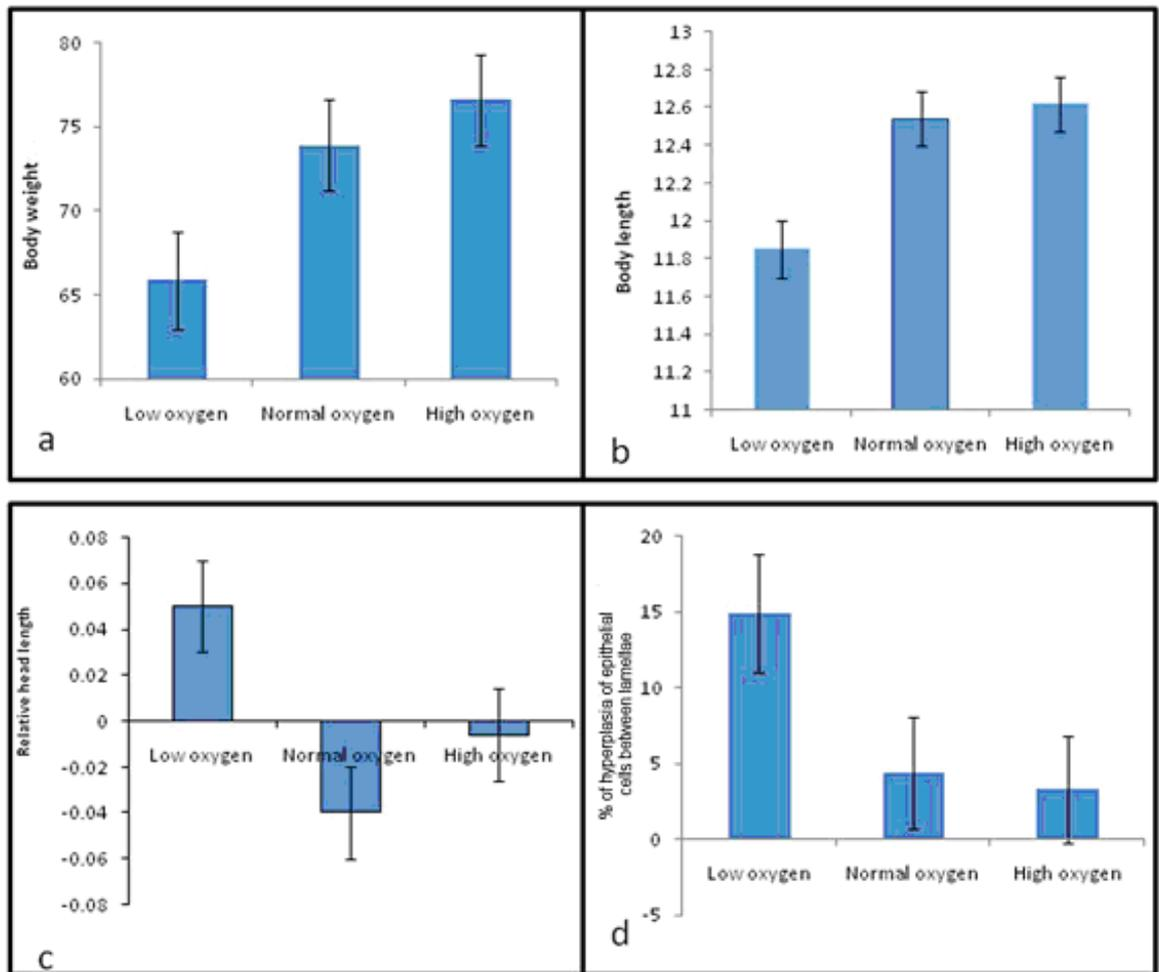 80
75
70
65
60
Body weight
Low oxygen Normal oxygen High oxygen
a
13
12.8
12.6
12.4
12.2
12
11.8
11.6
11.4
11.2
11
Body length
Low oxygen Normal oxygen High oxygen
b
0.08
0.06
0.04
0.02
0
-0.02
-0.04
-0.06
-0.08
Relative head length
Low oxygen Normal oxygen High oxygen
c
20
15
10
5
0
-5
% of hyperplasia of epithelial
cells between lamellae
Low oxygen Normal oxygen High oxygen
d